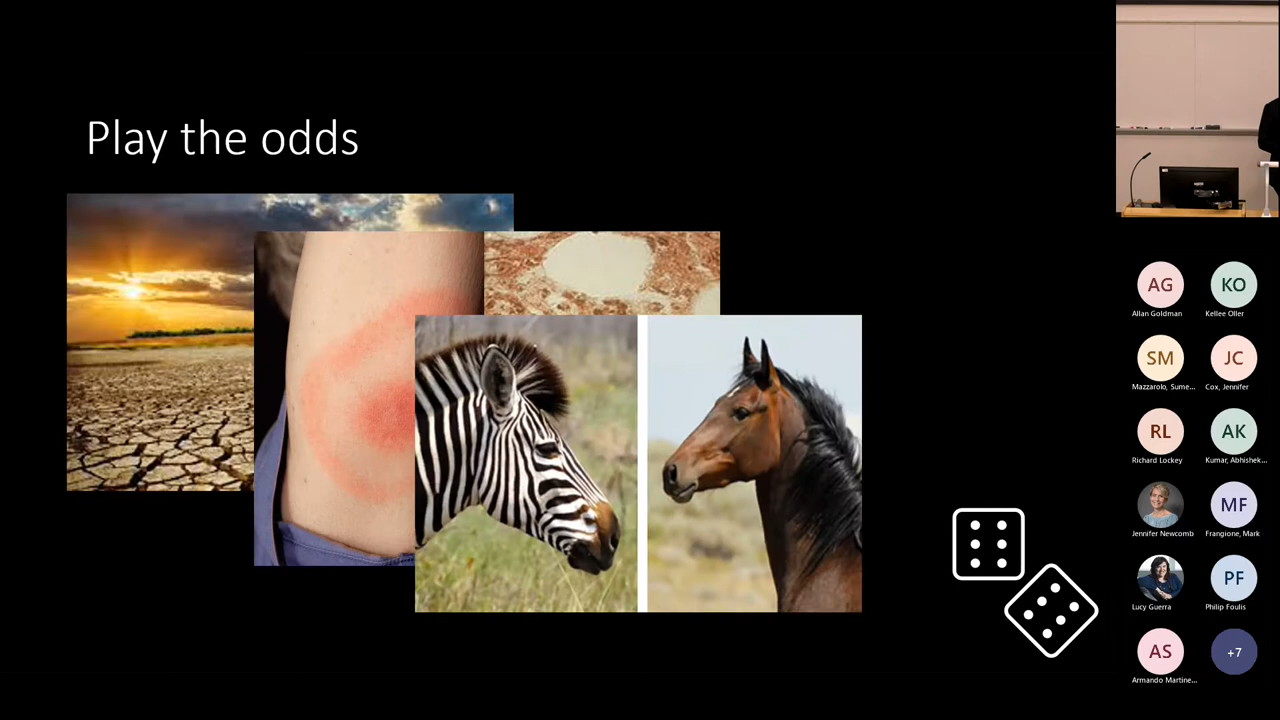 Play the odds
AG
KO
Allan Goldman
Kellee Oller
SM
JC
Mazzarolo, Sume...
Cox, Jennifer
RL
AK
Richard Lockey
Kumar, Abhishek...
MF
Jennifer Newcomb
Frangione, Mark
PF
Lucy Guerra
Philip Foulis
AS
+7
Armando Martine...